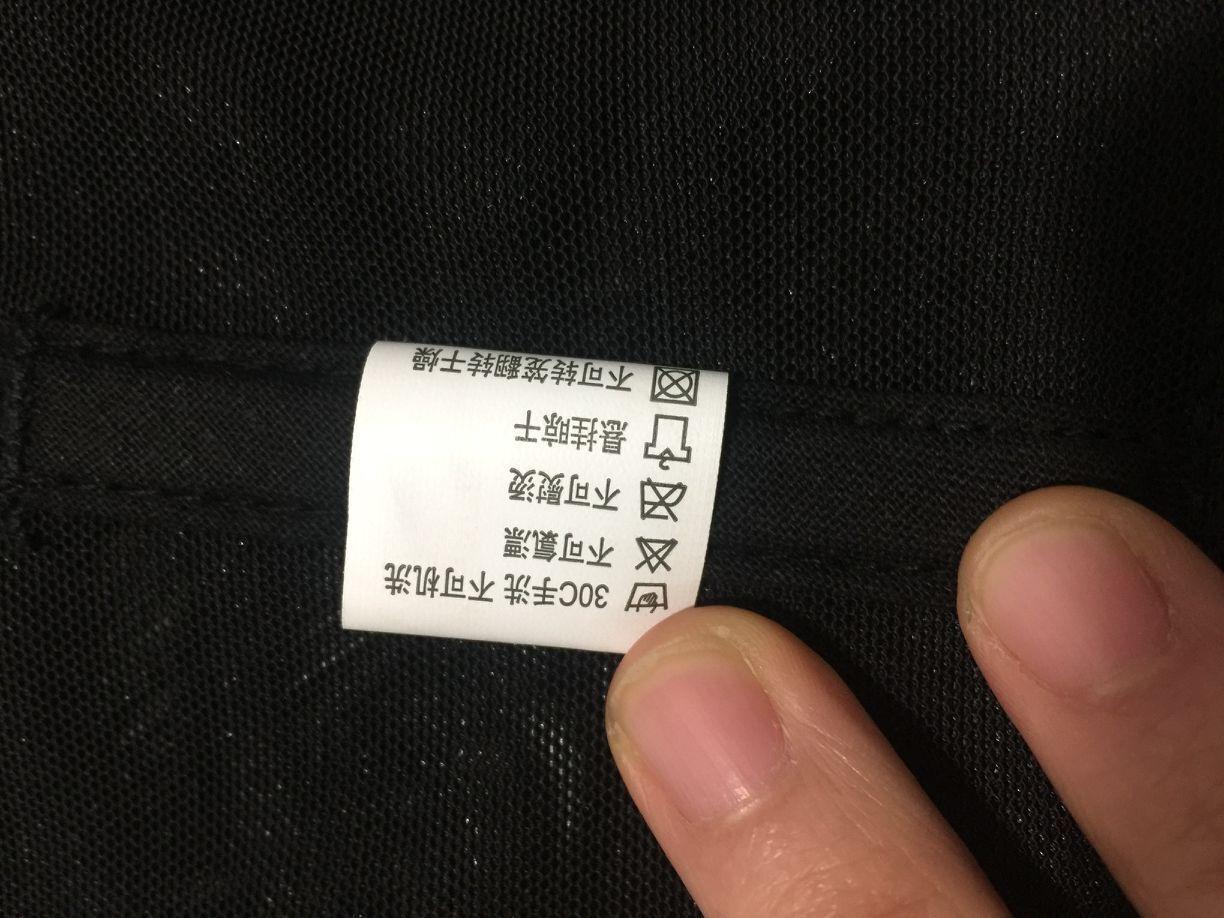 30C手洗 不可机洗
不可氯漂
不可熨烫
悬挂晾干
不可转笼翻转干燥